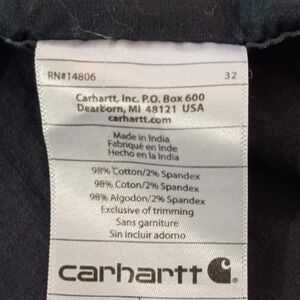 RN#14806 32
Carhartt, Inc. P.O. Box 600
Dearborn, MI 48121 USA
carhartt.com
Made in India
Fabriqué en Inde
Hecho en la India
98% Cotton/2% Spandex
98% Coton/2% Spandex
98% Algodón/2% Spandex
Exclusive of trimming
Sans garniture
Sin incluir adorno
carhartt